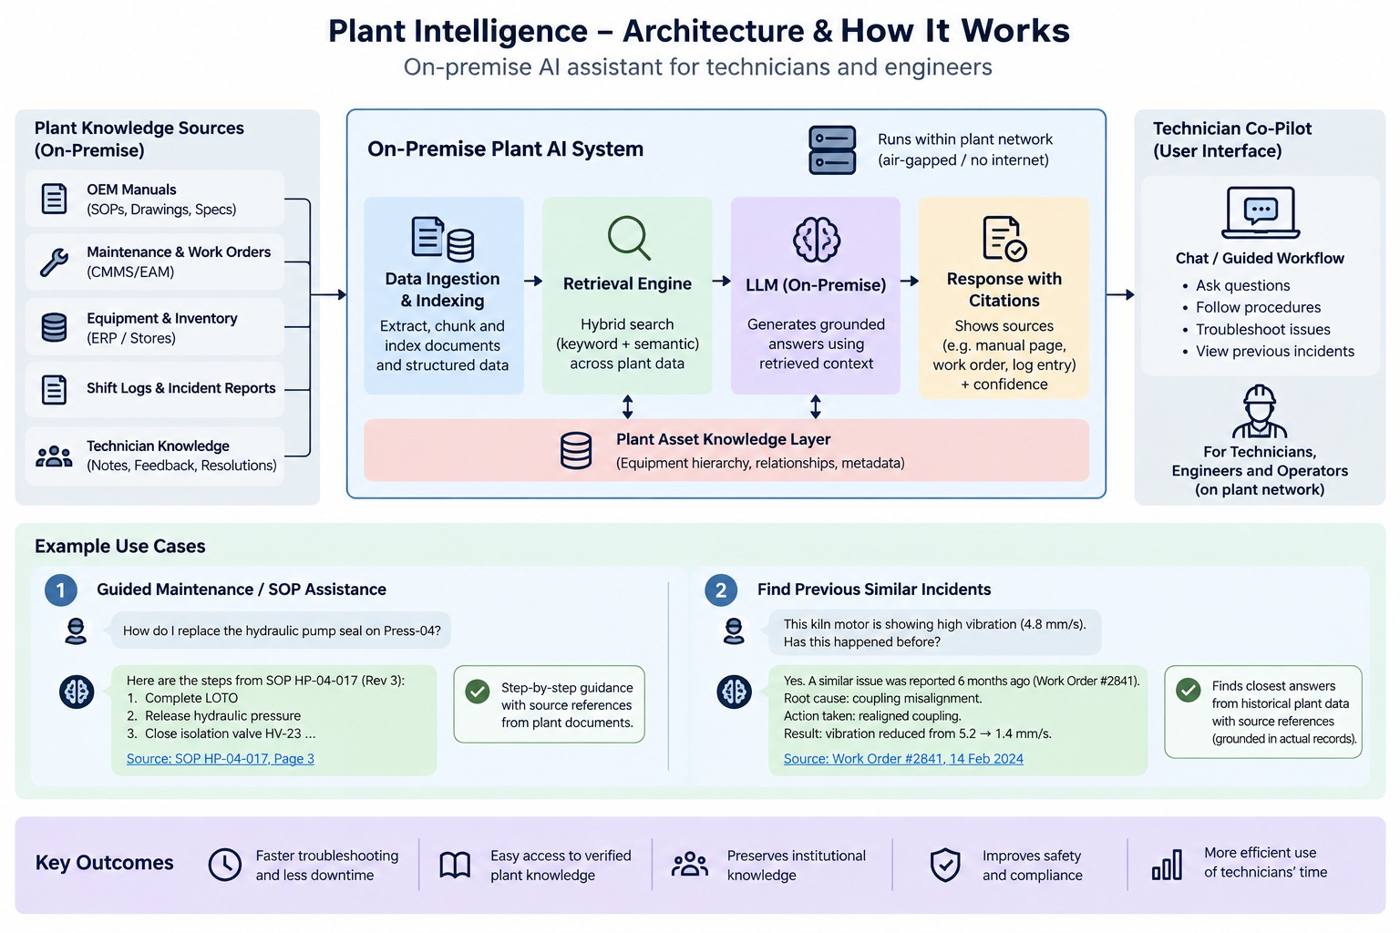 Plant Intelligence – Architecture & How It Works
On-premise AI assistant for technicians and engineers
Plant Knowledge Sources
(On-Premise)
OEM Manuals
(SOPs, Drawings, Specs)
Maintenance & Work Orders
(CMMS/EAM)
Equipment & Inventory
(ERP / Stores)
Shift Logs & Incident Reports
Technician Knowledge
(Notes, Feedback, Resolutions)
On-Premise Plant AI System
Runs within plant network
(air-gapped / no internet)
Data Ingestion
& Indexing
Extract, chunk and
index documents
and structured data
Retrieval Engine
Hybrid search
(keyword + semantic)
across plant data
LLM (On-Premise)
Generates grounded
answers using
retrieved context
Response with
Citations
Shows sources
(e.g. manual page,
work order, log entry)
+ confidence
Plant Asset Knowledge Layer
(Equipment hierarchy, relationships, metadata)
Technician Co-Pilot
(User Interface)
Chat / Guided Workflow
• Ask questions
• Follow procedures
• Troubleshoot issues
• View previous incidents
For Technicians,
Engineers and Operators
(on plant network)
Example Use Cases
1 Guided Maintenance / SOP Assistance
How do I replace the hydraulic pump seal on Press-04?
Here are the steps from SOP HP-04-017 (Rev 3):
1. Complete LOTO
2. Release hydraulic pressure
3. Close isolation valve HV-23 ...
Source: SOP HP-04-017, Page 3
Step-by-step guidance
with source references
from plant documents.
2 Find Previous Similar Incidents
This kiln motor is showing high vibration (4.8 mm/s).
Has this happened before?
Yes. A similar issue was reported 6 months ago (Work Order #2841).
Root cause: coupling misalignment.
Action taken: realigned coupling.
Result: vibration reduced from 5.2 → 1.4 mm/s.
Source: Work Order #2841, 14 Feb 2024
Finds closest answers
from historical plant data
with source references
(grounded in actual records).
Key Outcomes
Faster troubleshooting
and less downtime
Easy access to verified
plant knowledge
Preserves institutional
knowledge
Improves safety
and compliance
More efficient use
of technicians' time